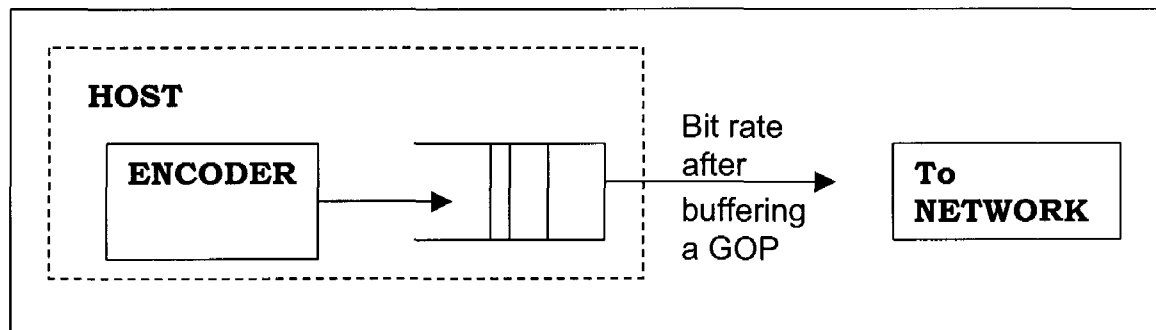 HOST
ENCODER
Bit rate
after
buffering
a GOP
To
NETWORK